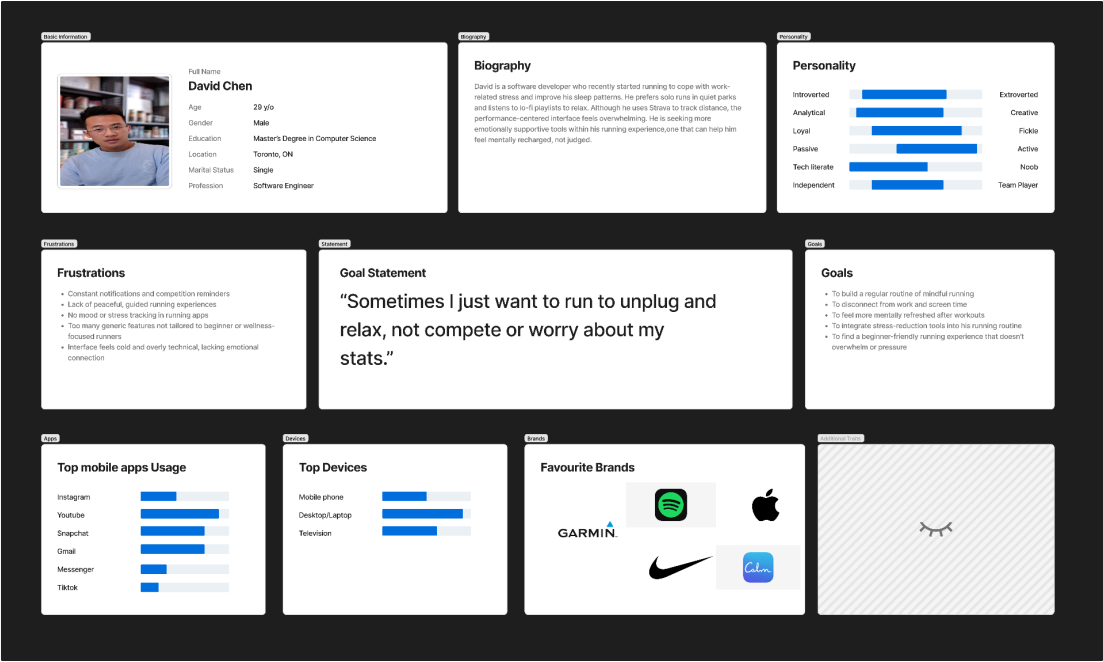 Basic Information
Full Name
David Chen
Age 29 y/o
Gender Male
Education Master's Degree in Computer Science
Location Toronto, ON
Marital Status Single
Profession Software Engineer
Biography
Biography
David is a software developer who recently started running to cope with work-
related stress and improve his sleep patterns. He prefers solo runs in quiet parks
and listens to lo-fi playlists to relax. Although he uses Strava to track distance, the
performance-centered interface feels overwhelming. He is seeking more
emotionally supportive tools within his running experience,one that can help him
feel mentally recharged, not judged.
Personality
Personality
Introverted Extroverted
Analytical Creative
Loyal Fickle
Passive Active
Tech literate Noob
Independent Team Player
Frustrations
Frustrations
• Constant notifications and competition reminders
• Lack of peaceful, guided running experiences
• No mood or stress tracking in running apps
• Too many generic features not tailored to beginner or wellness-
focused runners
• Interface feels cold and overly technical, lacking emotional
connection
Statement
Goal Statement
“Sometimes I just want to run to unplug and
relax, not compete or worry about my
stats.”
Goals
Goals
• To build a regular routine of mindful running
• To disconnect from work and screen time
• To feel more mentally refreshed after workouts
• To integrate stress-reduction tools into his running routine
• To find a beginner-friendly running experience that doesn't
overwhelm or pressure
Apps
Top mobile apps Usage
Instagram
Youtube
Snapchat
Gmail
Messenger
Tiktok
Devices
Top Devices
Mobile phone
Desktop/Laptop
Television
Brands
Favourite Brands
GARMIN
Calm
Additional Traits